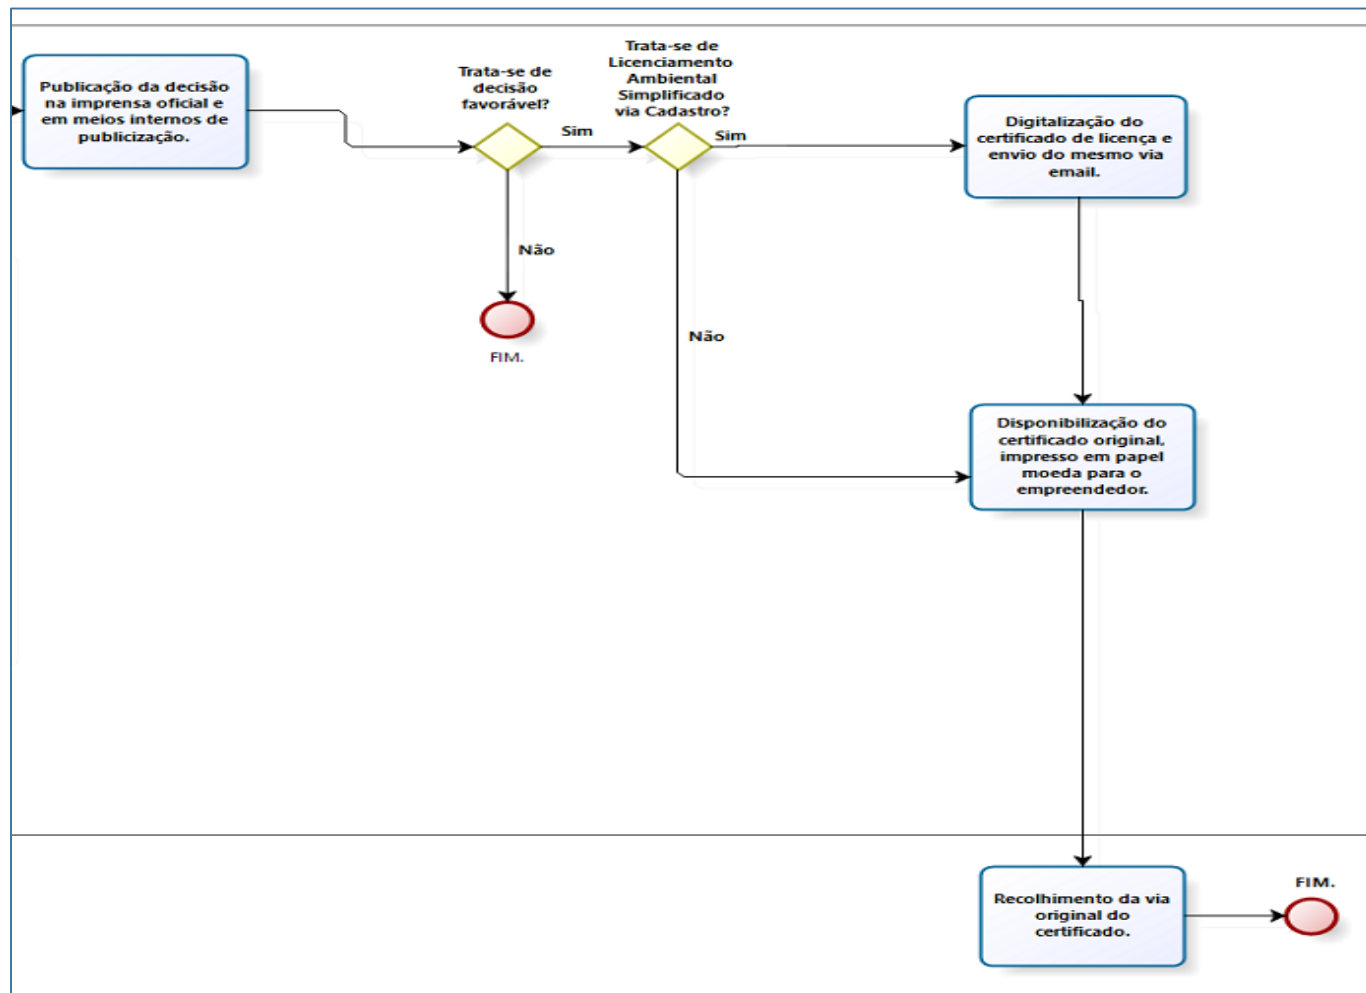 Publicação da decisão
na imprensa oficial e
em meios internos de
publicização.
Trata-se de
decisão
favorável?
Sim
Não
FIM.
Trata-se de
Licenciamento
Ambiental
Simplificado
via Cadastro?
Sim
Não
Digitalização do
certificado de licença e
envio do mesmo via
email.
Disponibilização do
certificado original,
impresso em papel
moeda para o
empreendedor.
Recolhimento da via
original do
certificado.
FIM.